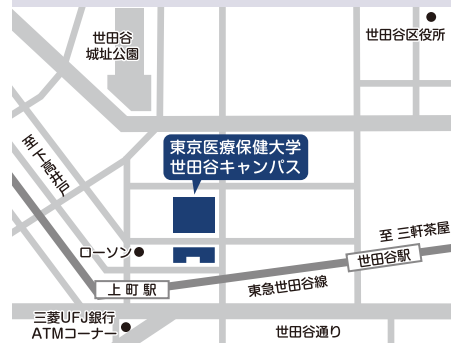 世田谷
城址公園
世田谷区役所
東京医療保健大学
世田谷キャンパス
至 下高井戸
ローソン
至 三軒茶屋
世田谷駅
上町駅
東急世田谷線
三菱UFJ銀行
ATMコーナー
世田谷通り